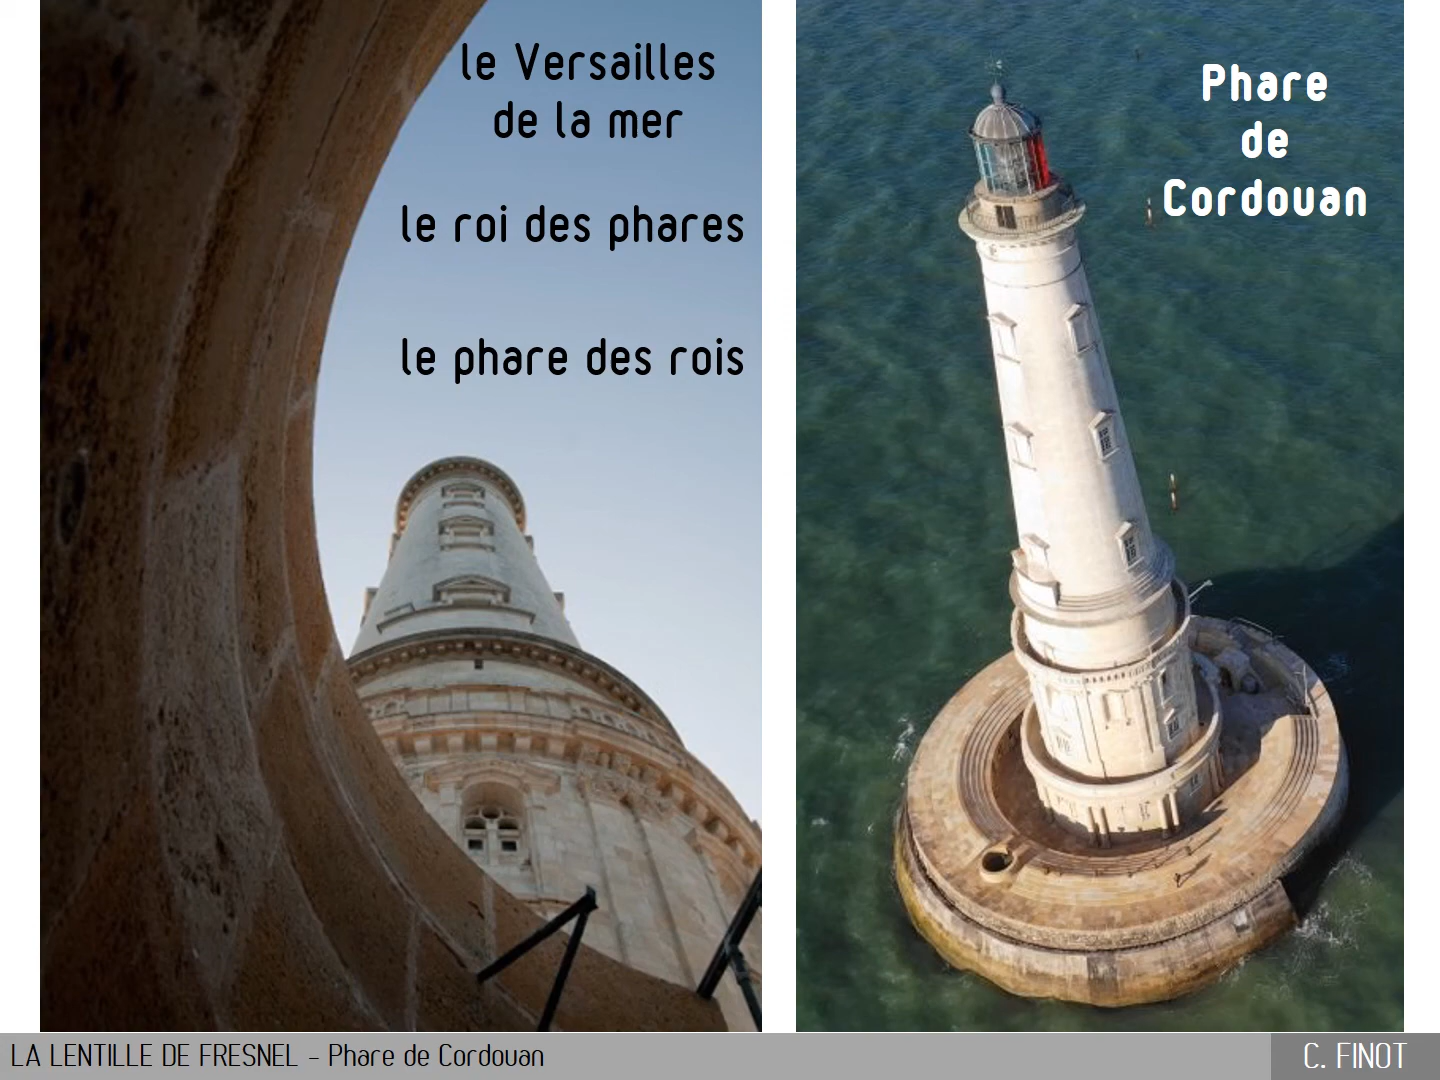 le Versailles
de la mer
le roi des phares
le phare des rois
Phare
de
Cordouan
LA LENTILLE DE FRESNEL - Phare de Cordouan
C. FINOT